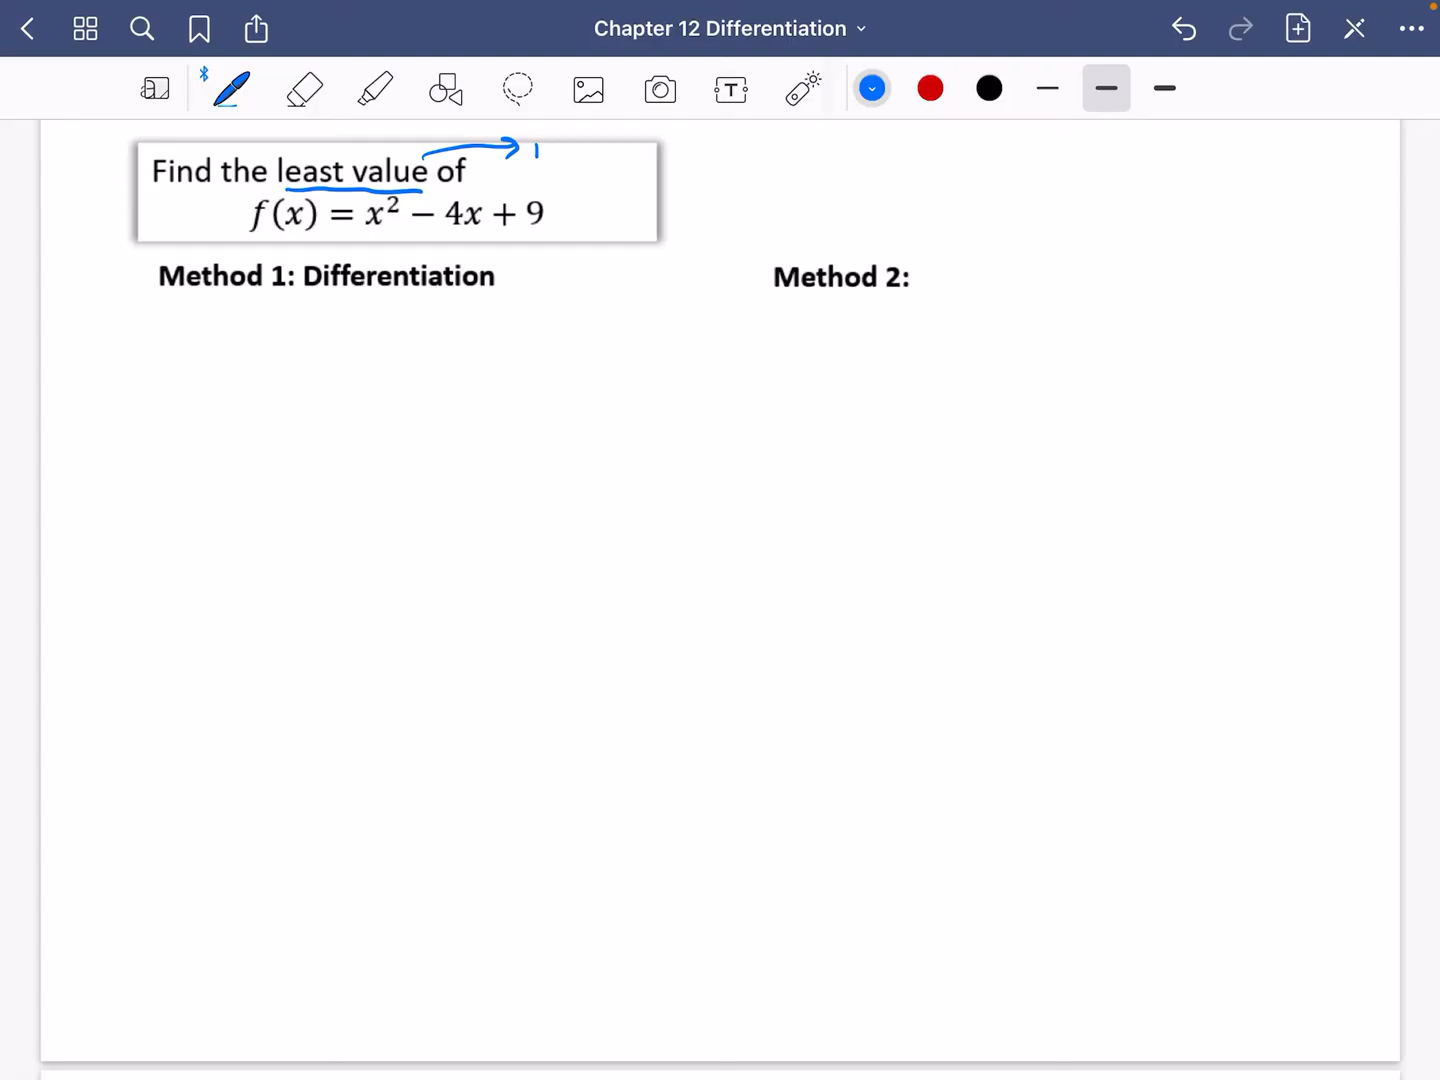 Chapter 12 Differentiation
Find the least value of
f(x) = x² − 4x + 9
Method 1: Differentiation
Method 2: